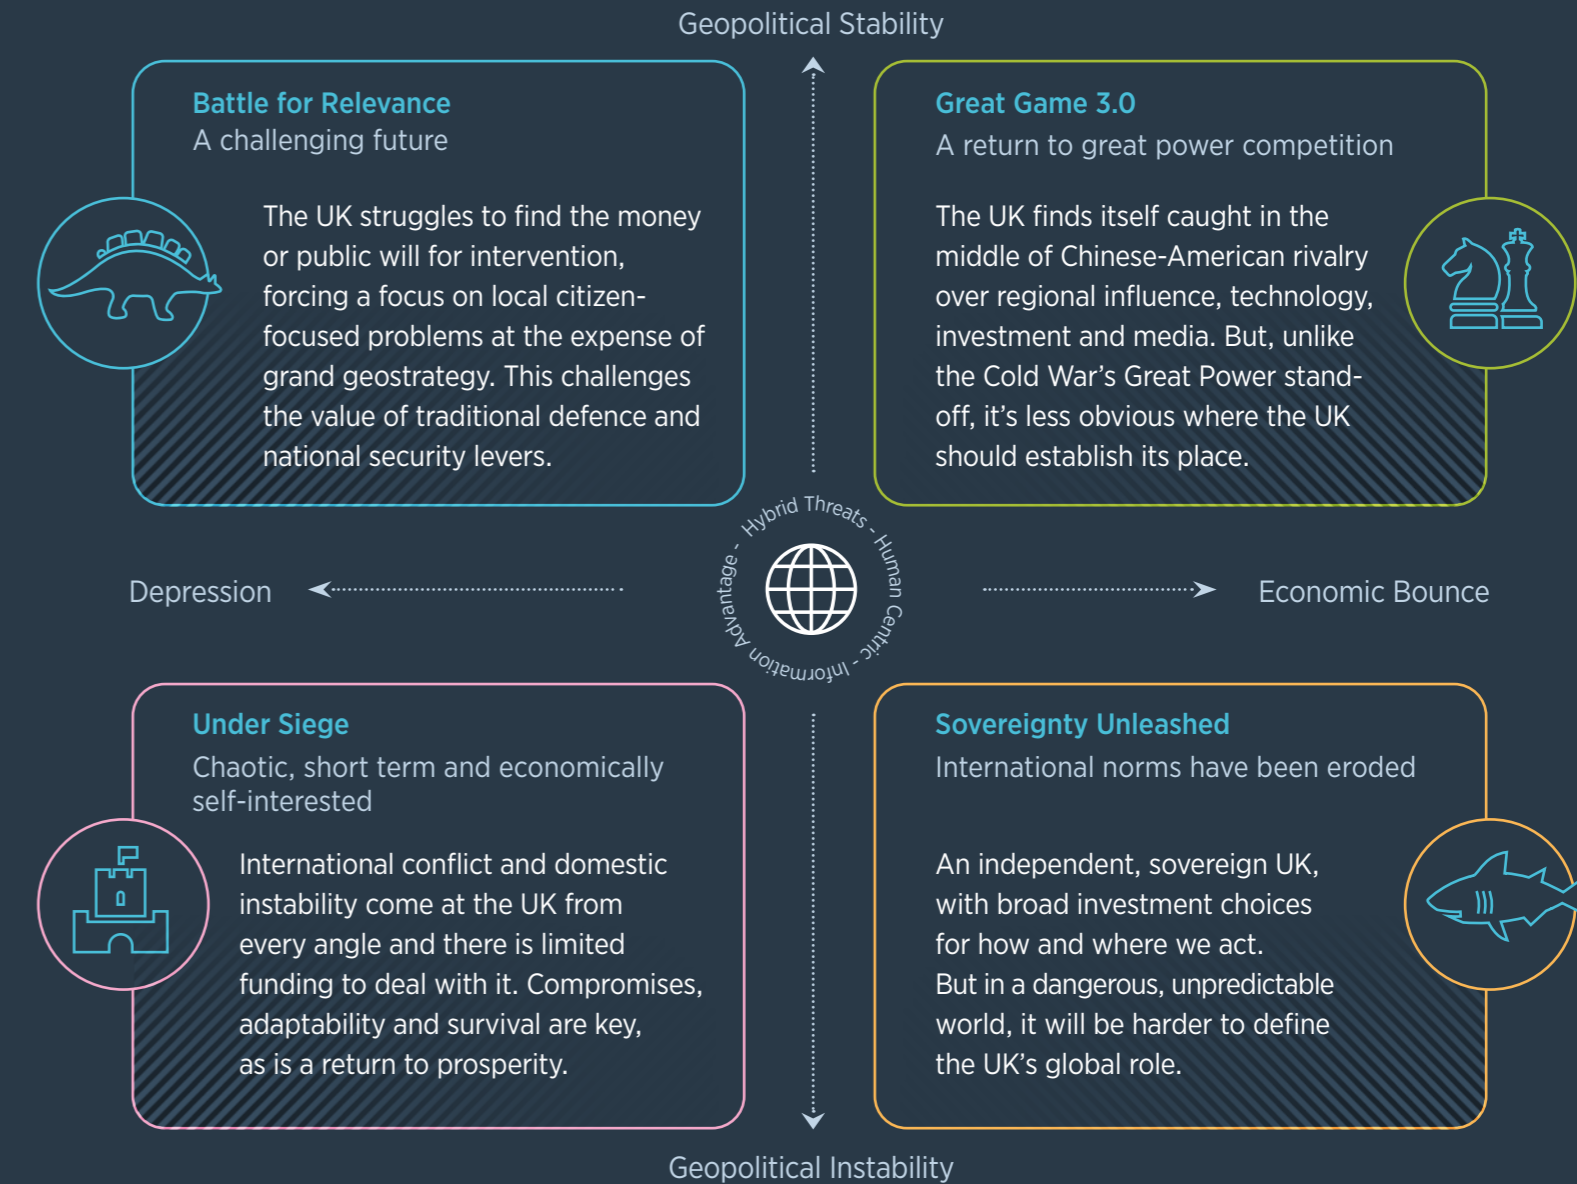 Geopolitical Stability
Battle for Relevance
A challenging future
The UK struggles to find the money
or public will for intervention,
forcing a focus on local citizen-
focused problems at the expense of
grand geostrategy. This challenges
the value of traditional defence and
national security levers.
Great Game 3.0
A return to great power competition
The UK finds itself caught in the
middle of Chinese-American rivalry
over regional influence, technology,
investment and media. But, unlike
the Cold War’s Great Power stand-
off, it’s less obvious where the UK
should establish its place.
Depression
Hybrid Threats - Human Centric - Information Advantage -
Economic Bounce
Under Siege
Chaotic, short term and economically
self-interested
International conflict and domestic
instability come at the UK from
every angle and there is limited
funding to deal with it. Compromises,
adaptability and survival are key,
as is a return to prosperity.
Sovereignty Unleashed
International norms have been eroded
An independent, sovereign UK,
with broad investment choices
for how and where we act.
But in a dangerous, unpredictable
world, it will be harder to define
the UK’s global role.
Geopolitical Instability